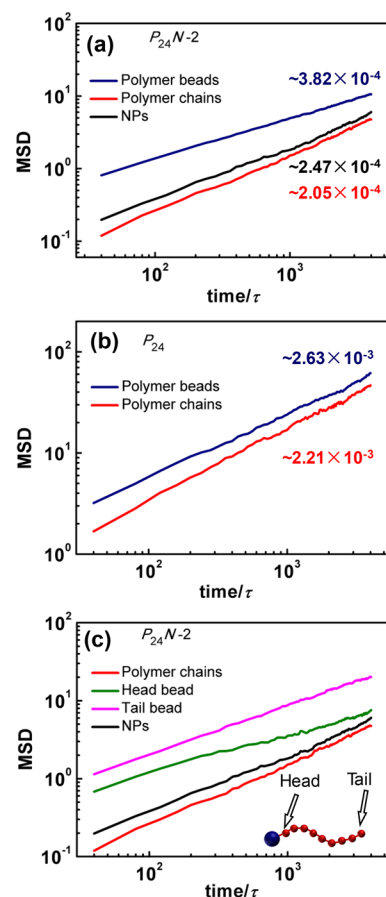 (a) P₂₄N-2
Polymer beads
Polymer chains
NPs
~3.82×10⁻⁴
~2.47×10⁻⁴
~2.05×10⁻⁴
10²
10¹
10⁰
10⁻¹
MSD
10² 10³
time/τ
(b) P₂₄
Polymer beads
Polymer chains
~2.63×10⁻³
~2.21×10⁻³
10²
10¹
10⁰
MSD
10² 10³
time/τ
(c) P₂₄N-2
Polymer chains
Head bead
Tail bead
NPs
Head Tail
10²
10¹
10⁰
10⁻¹
MSD
10² 10³
time/τ